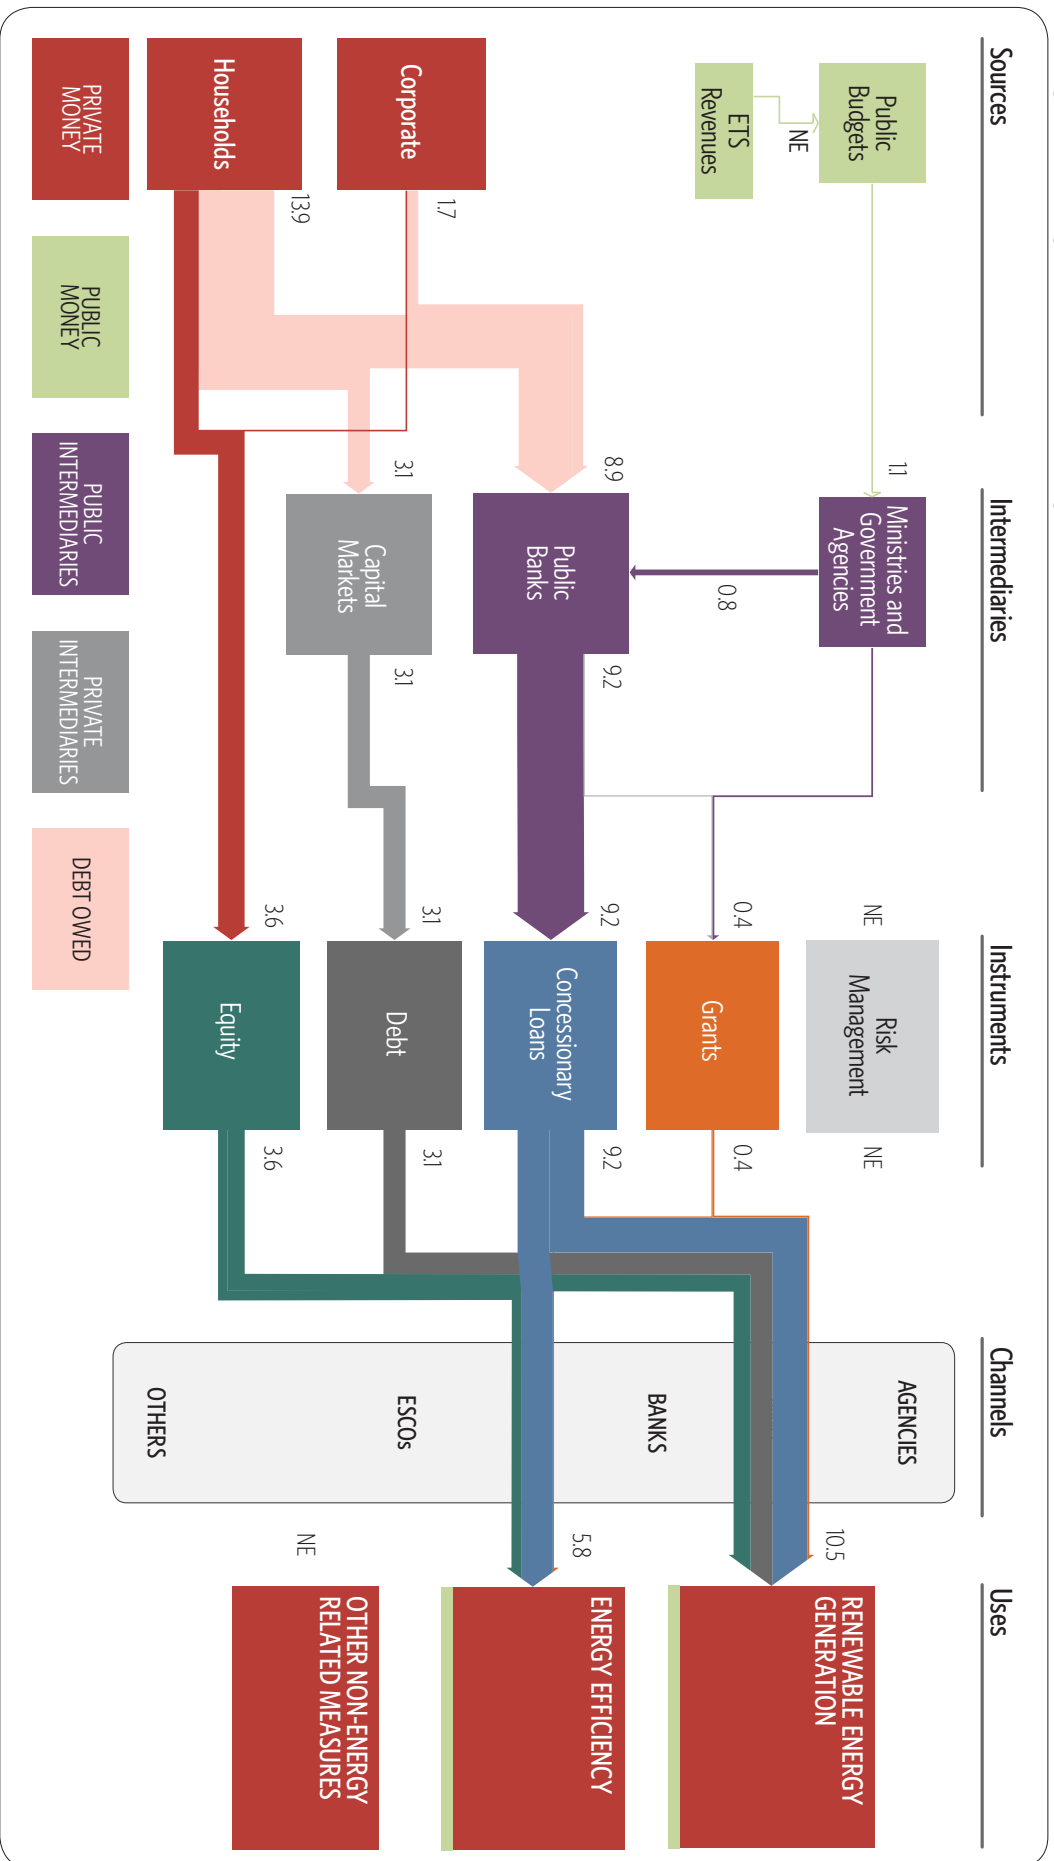 Sources
Intermediaries
Instruments
Channels
Uses
Public
Budgets
NE
ETS
Revenues
Corporate
1.7
Households
13.9
1.1
Ministries and
Government
Agencies
0.8
8.9
Public
Banks
9.2
3.1
Capital
Markets
3.1
NE
Risk
Management
NE
0.4
Grants
0.4
9.2
Concessionary
Loans
9.2
3.1
Debt
3.1
3.6
Equity
3.6
AGENCIES
BANKS
ESCOs
OTHERS
10.5
RENEWABLE ENERGY
GENERATION
5.8
ENERGY EFFICIENCY
NE
OTHER NON-ENERGY
RELATED MEASURES
PRIVATE
MONEY
PUBLIC
MONEY
PUBLIC
INTERMEDIARIES
PRIVATE
INTERMEDIARIES
DEBT OWED